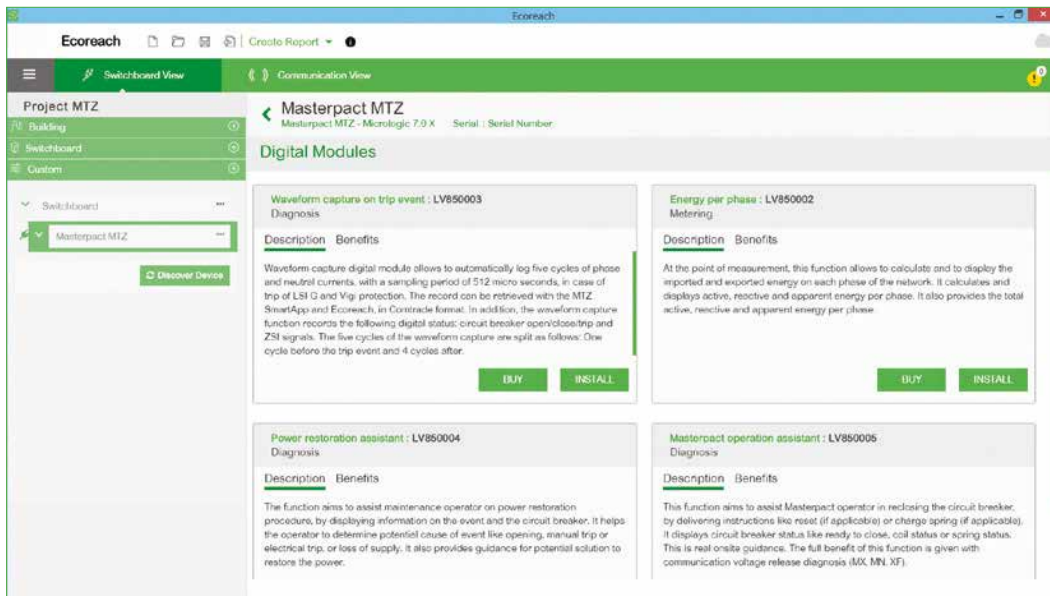 Ecoreach
Ecoreach
Create Report
Switchboard View
Communication View
0
Project MTZ
Building
Switchboard
Custom
Switchboard
Masterpact MTZ
Discover Device
Masterpact MTZ
Masterpact MTZ - Micrologic 7.0 X Serial : Serial Number
Digital Modules
Waveform capture on trip event : LV850003
Diagnosis
Description Benefits
Waveform capture digital module allows to automatically log five cycles of phase
and neutral currents, with a sampling period of 512 micro seconds, in case of
trip of LSI G and Vigi protection. The record can be retrieved with the MTZ
SmartApp and Ecoreach, in Comtrade format. In addition, the waveform capture
function records the following digital status: circuit breaker open/close/trip and
ZSI signals. The five cycles of the waveform capture are split as follows: One
cycle before the trip event and 4 cycles after.
BUY INSTALL
Energy per phase : LV850002
Metering
Description Benefits
At the point of measurement, this function allows to calculate and to display the
imported and exported energy on each phase of the network. It calculates and
displays active, reactive and apparent energy per phase. It also provides the total
active, reactive and apparent energy per phase
BUY INSTALL
Power restoration assistant : LV850004
Diagnosis
Description Benefits
The function aims to assist maintenance operator on power restoration
procedure, by displaying information on the event and the circuit breaker. It helps
the operator to determine potential cause of event like opening, manual trip or
electrical trip, or loss of supply. It also provides guidance for potential solution to
restore the power.
Masterpact operation assistant : LV850005
Diagnosis
Description Benefits
This function aims to assist Masterpact operator in reclosing the circuit breaker,
by delivering instructions like reset (if applicable) or charge spring (if applicable).
It displays circuit breaker status like ready to close, coil status or spring status.
This is real onsite guidance. The full benefit of this function is given with
communication voltage release diagnosis (MX, MN, XF).